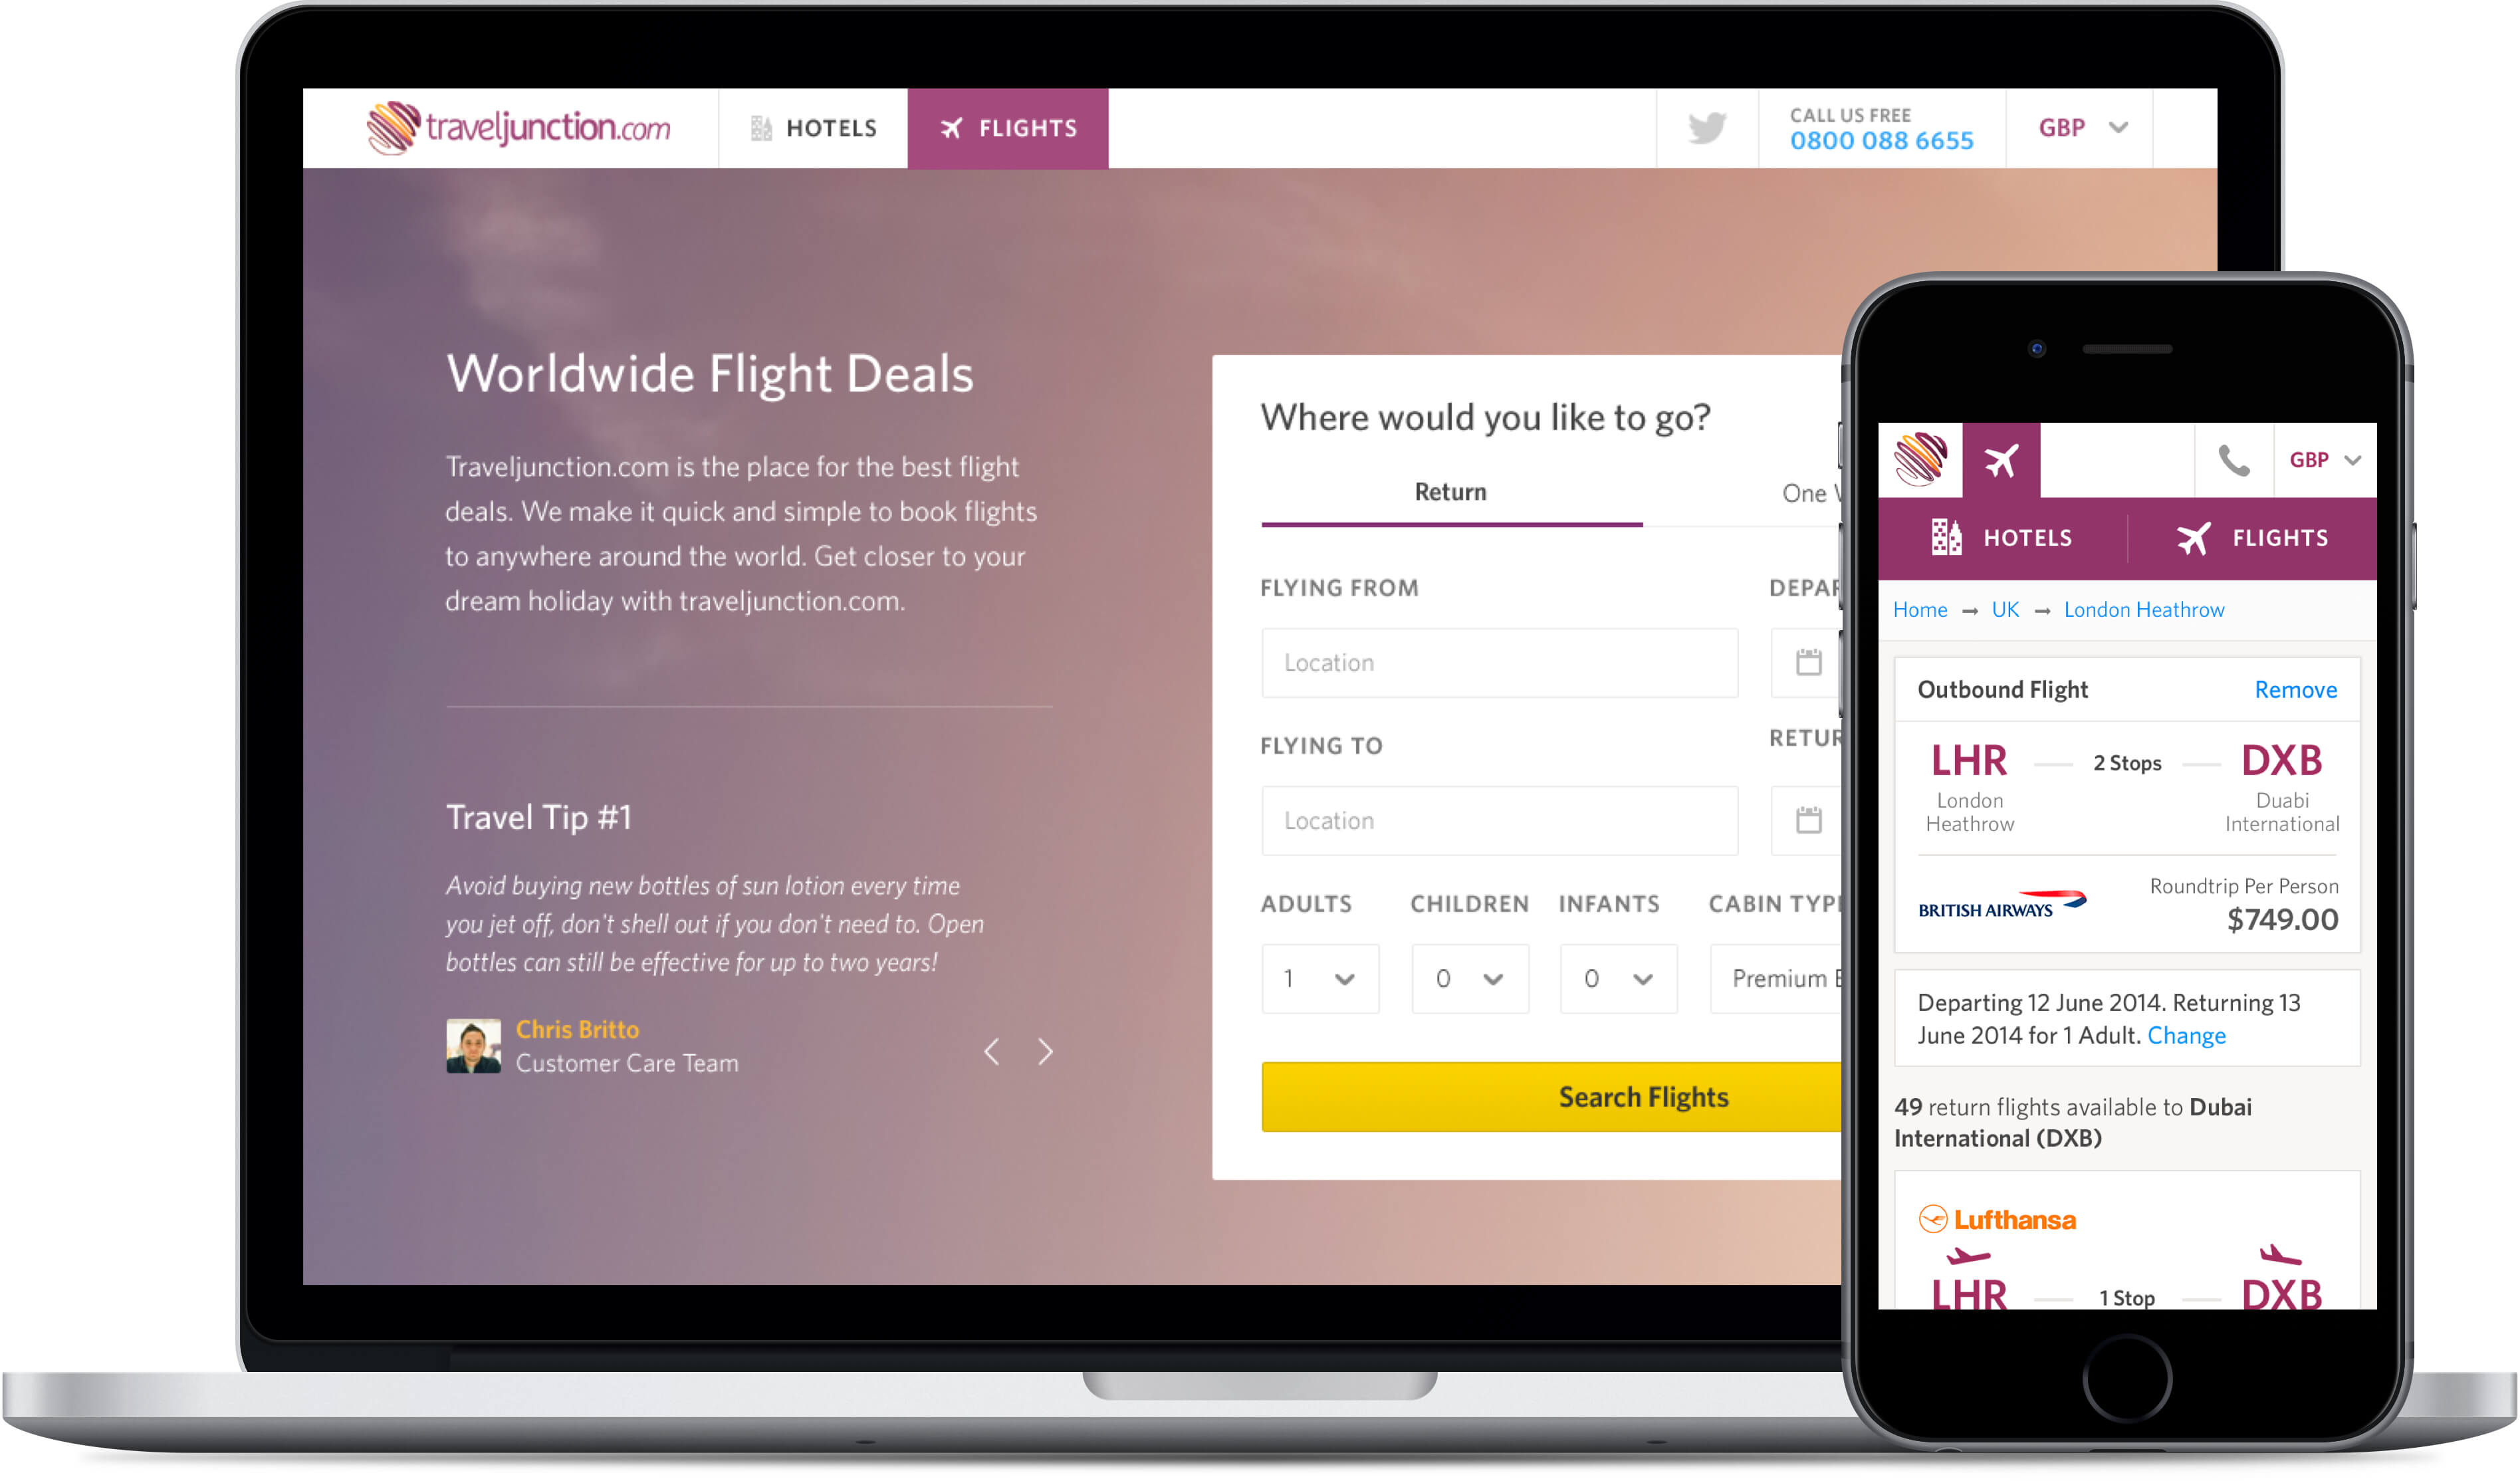 traveljunction.com
HOTELS
FLIGHTS
CALL US FREE
0800 088 6655
GBP
Worldwide Flight Deals
Traveljunction.com is the place for the best flight
deals. We make it quick and simple to book flights
to anywhere around the world. Get closer to your
dream holiday with traveljunction.com.
Travel Tip #1
Avoid buying new bottles of sun lotion every time
you jet off, don't shell out if you don't need to. Open
bottles can still be effective for up to two years!
Chris Britto
Customer Care Team
Where would you like to go?
Return
One
FLYING FROM
DEPAR
Location
FLYING TO
RETUR
Location
ADULTS CHILDREN INFANTS CABIN TYPE
1 0 0 Premium E
Search Flights
GBP
HOTELS FLIGHTS
Home → UK → London Heathrow
Outbound Flight Remove
LHR 2 Stops DXB
London Duabi
Heathrow International
BRITISH AIRWAYS
Roundtrip Per Person
$749.00
Departing 12 June 2014. Returning 13
June 2014 for 1 Adult. Change
49 return flights available to Dubai
International (DXB)
Lufthansa
LHR 1 Stop DXB